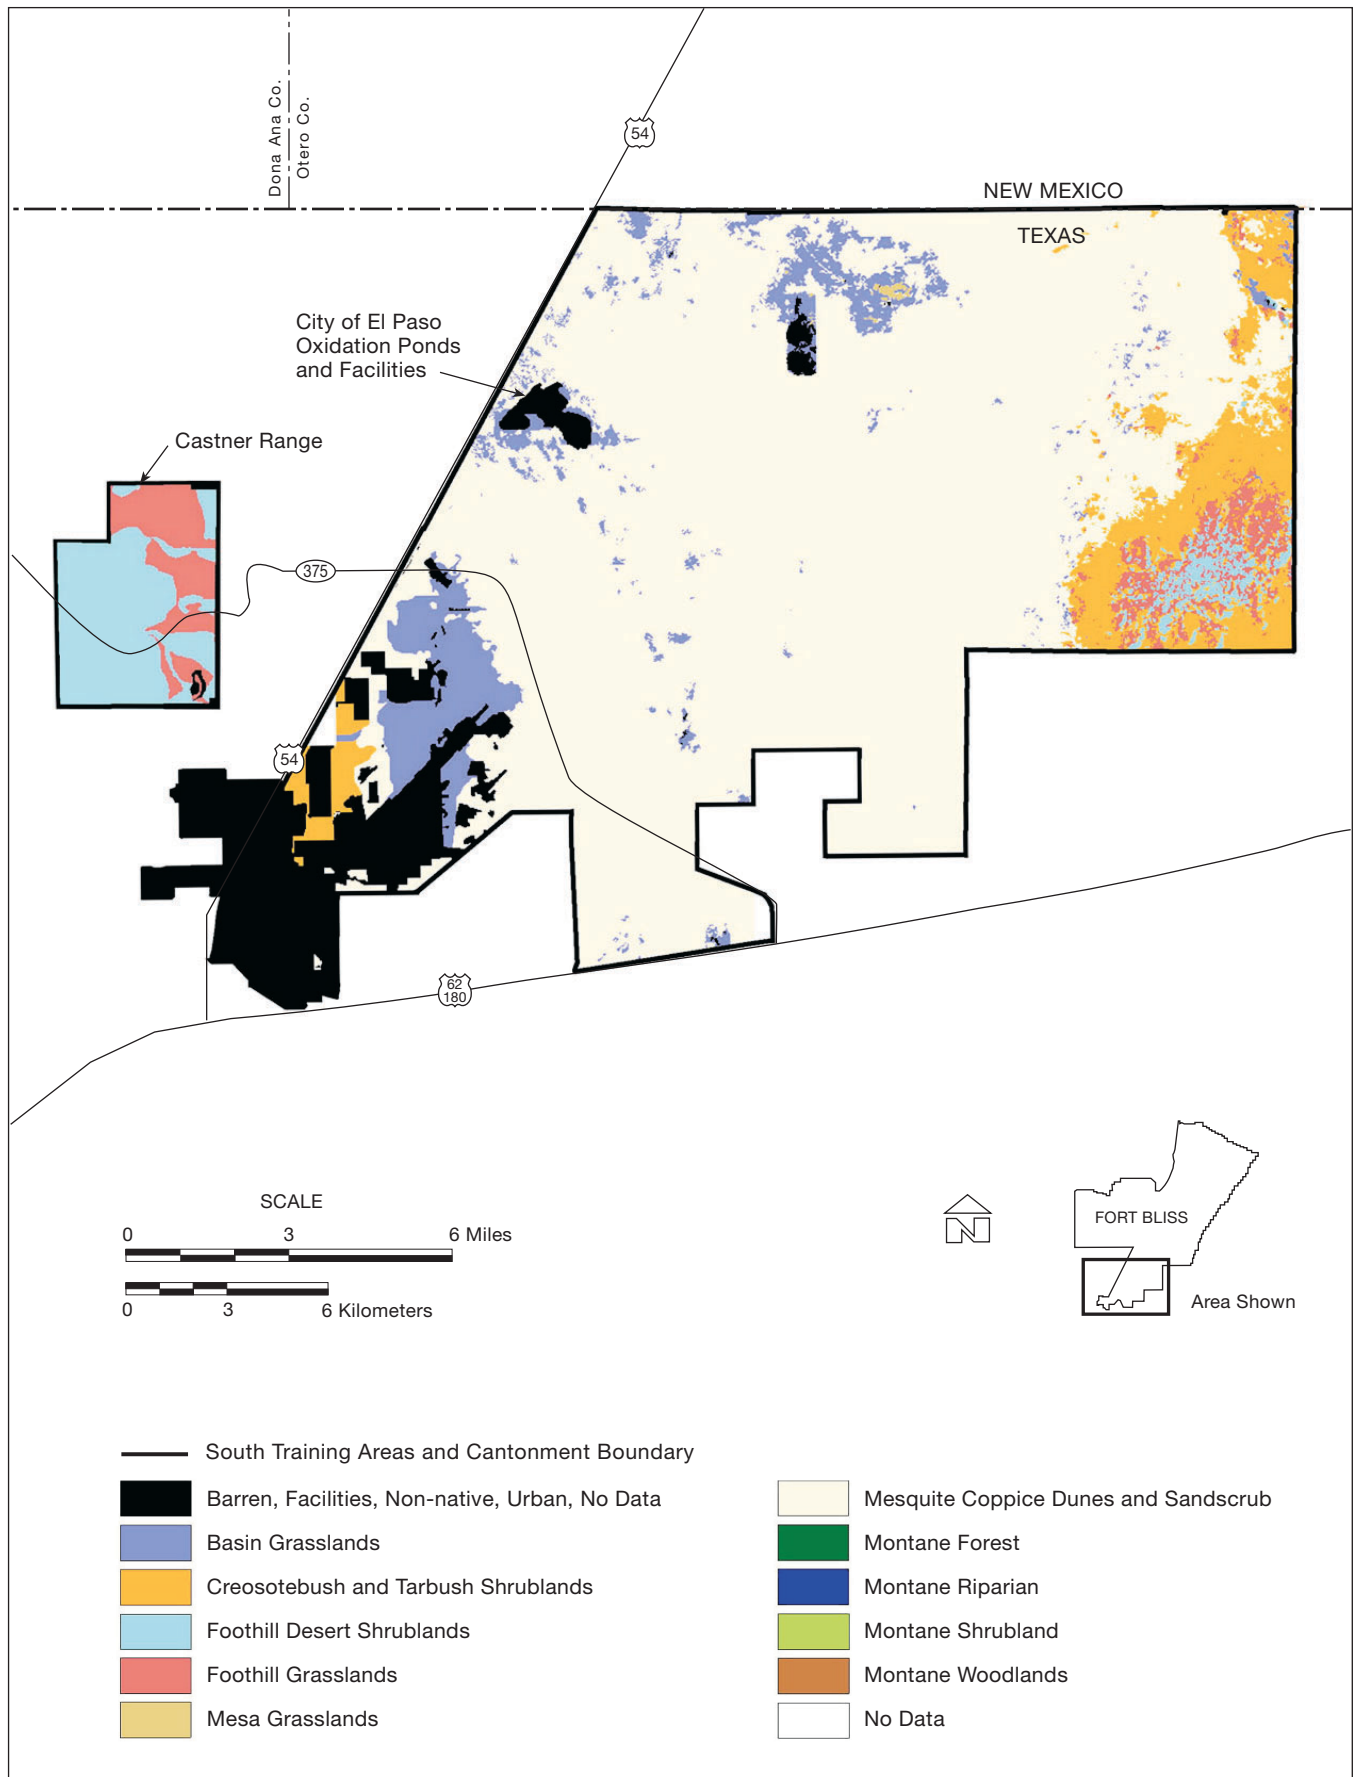 Dona Ana Co.
Otero Co.
54
NEW MEXICO
TEXAS
City of El Paso
Oxidation Ponds
and Facilities
Castner Range
375
54
62
180
SCALE
0 3 6 Miles
0 3 6 Kilometers
N
FORT BLISS
Area Shown
South Training Areas and Cantonment Boundary
Barren, Facilities, Non-native, Urban, No Data
Basin Grasslands
Creosotebush and Tarbush Shrublands
Foothill Desert Shrublands
Foothill Grasslands
Mesa Grasslands
Mesquite Coppice Dunes and Sandscrub
Montane Forest
Montane Riparian
Montane Shrubland
Montane Woodlands
No Data